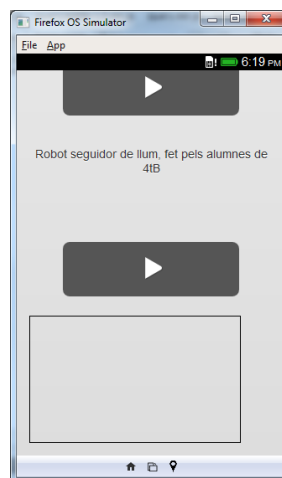 Firefox OS Simulator
File App
6:19 PM
Robot seguidor de llum, fet pels alumnes de
4tB